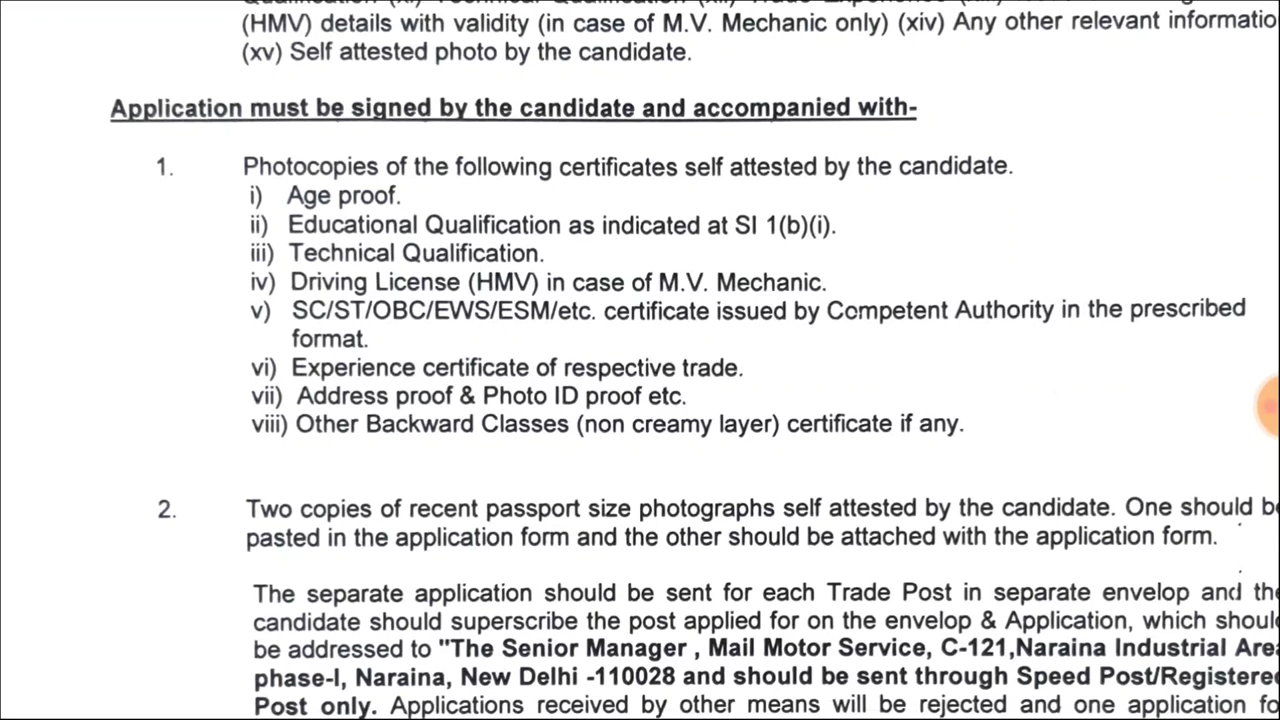 (HMV) details with validity (in case of M.V. Mechanic only) (xiv) Any other relevant informatio
(xv) Self attested photo by the candidate.
Application must be signed by the candidate and accompanied with-
1. Photocopies of the following certificates self attested by the candidate.
i) Age proof.
ii) Educational Qualification as indicated at SI 1(b)(i).
iii) Technical Qualification.
iv) Driving License (HMV) in case of M.V. Mechanic.
v) SC/ST/OBC/EWS/ESM/etc. certificate issued by Competent Authority in the prescribed
format.
vi) Experience certificate of respective trade.
vii) Address proof & Photo ID proof etc.
viii) Other Backward Classes (non creamy layer) certificate if any.
2. Two copies of recent passport size photographs self attested by the candidate. One should be
pasted in the application form and the other should be attached with the application form.
The separate application should be sent for each Trade Post in separate envelop and the
candidate should superscribe the post applied for on the envelop & Application, which shoul
be addressed to "The Senior Manager , Mail Motor Service, C-121,Naraina Industrial Area
phase-I, Naraina, New Delhi -110028 and should be sent through Speed Post/Registered
Post only. Applications received by other means will be rejected and one application fo